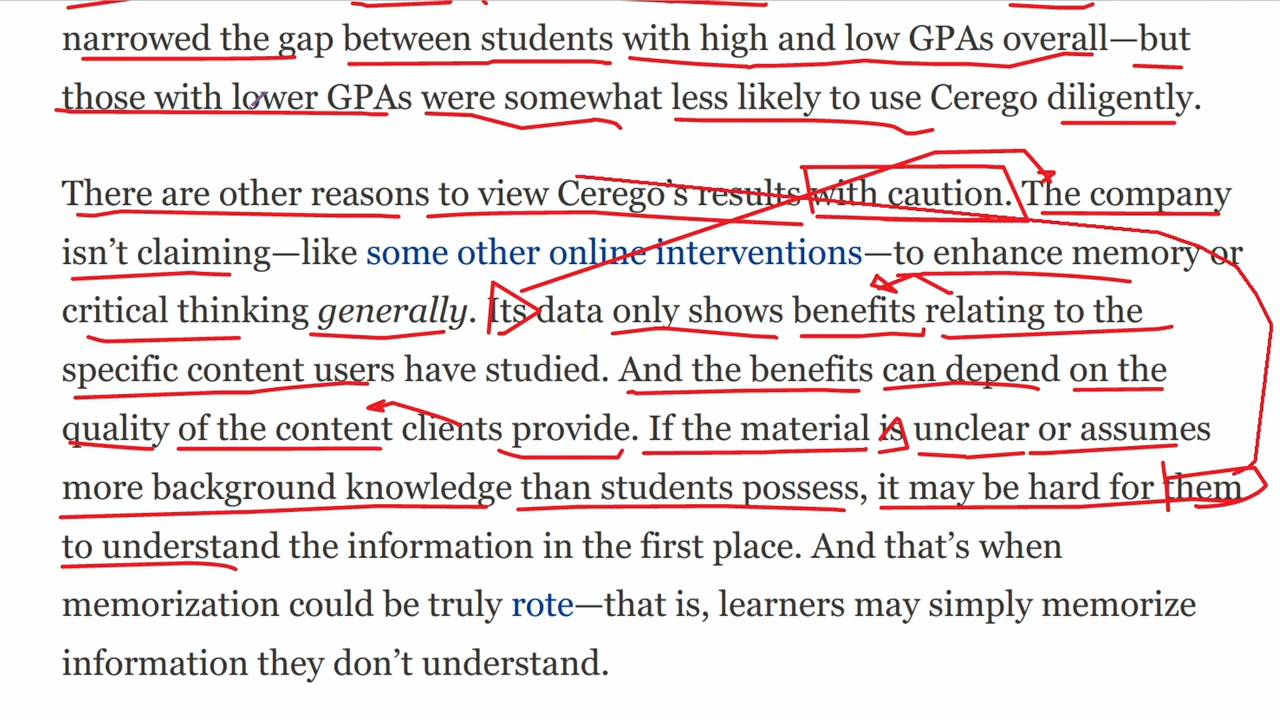 narrowed the gap between students with high and low GPAs overall—but
those with lower GPAs were somewhat less likely to use Cerego diligently.
There are other reasons to view Cerego’s results with caution. The company
isn’t claiming—like some other online interventions—to enhance memory or
critical thinking generally. Its data only shows benefits relating to the
specific content users have studied. And the benefits can depend on the
quality of the content clients provide. If the material is unclear or assumes
more background knowledge than students possess, it may be hard for them
to understand the information in the first place. And that’s when
memorization could be truly rote—that is, learners may simply memorize
information they don’t understand.